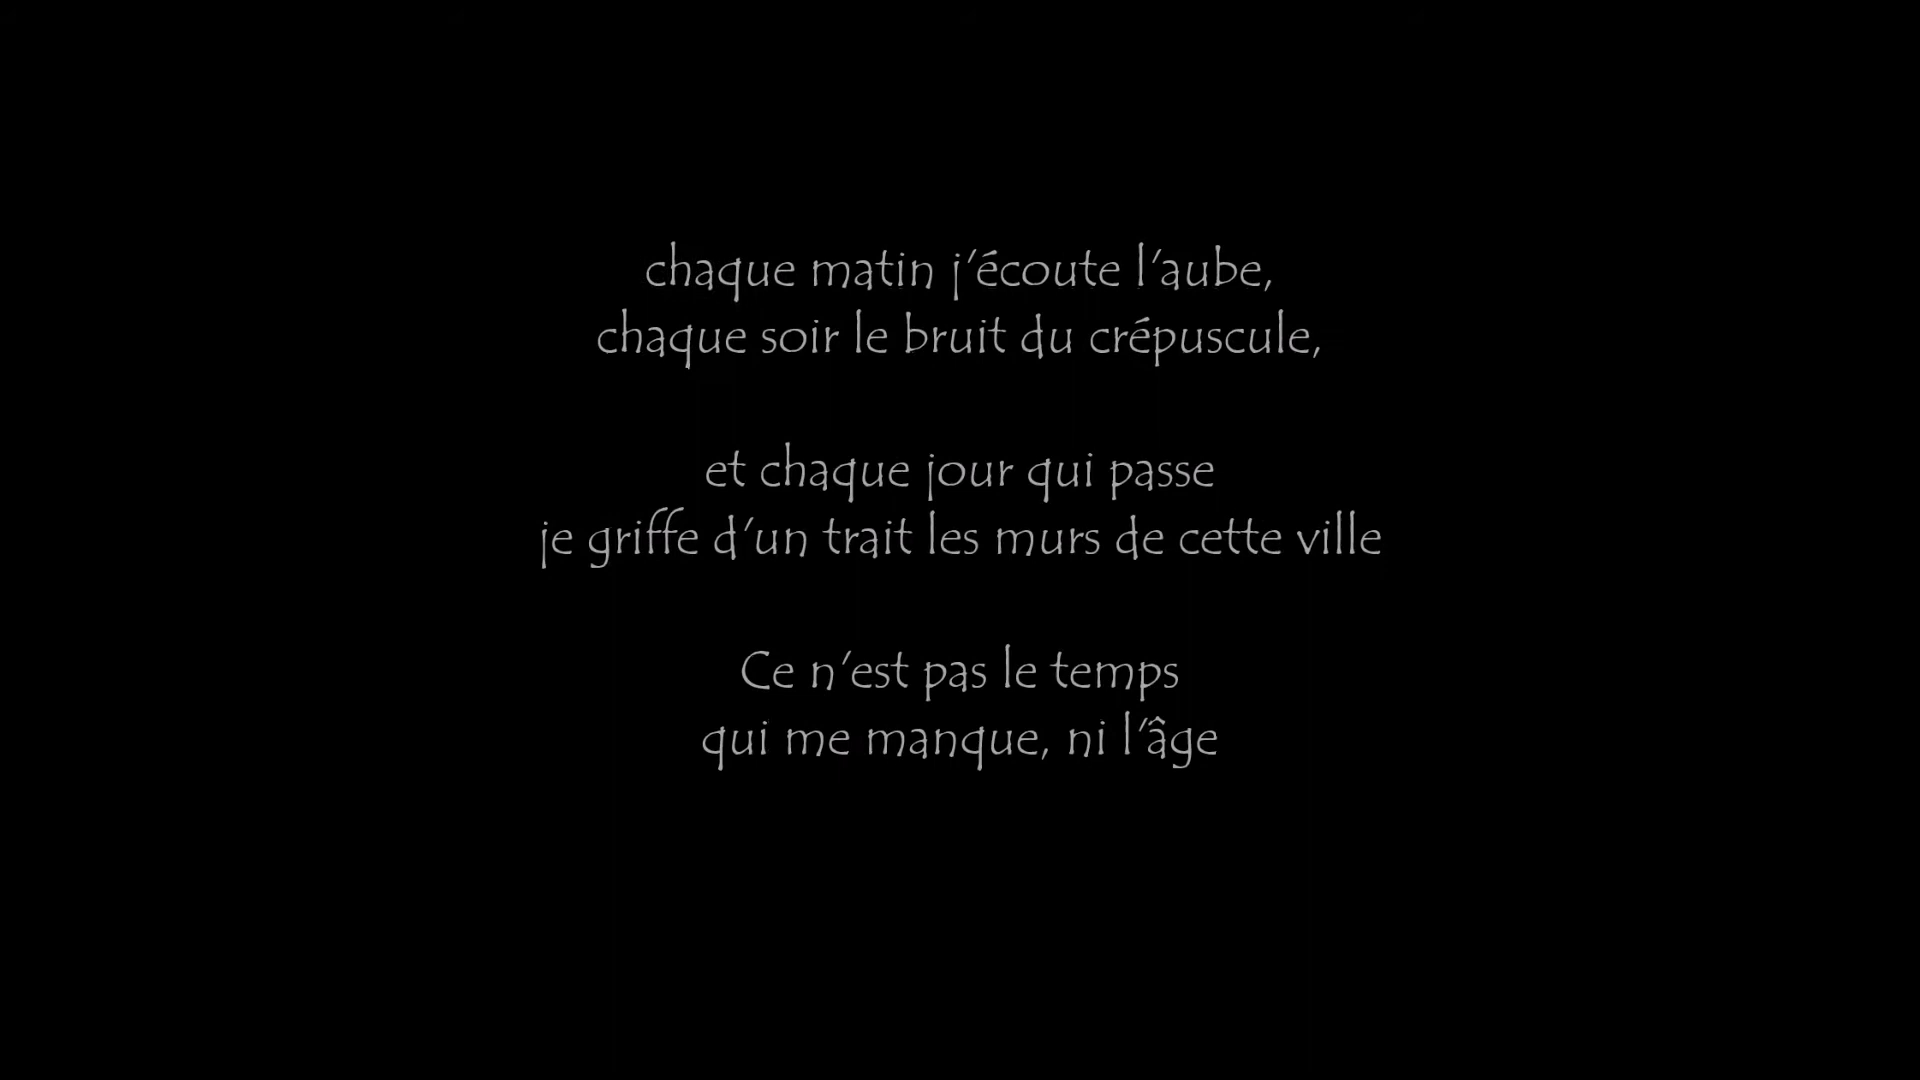 chaque matin j'écoute l'aube,
chaque soir le bruit du crépuscule,
et chaque jour qui passe
je griffe d'un trait les murs de cette ville
Ce n'est pas le temps
qui me manque, ni l'âge